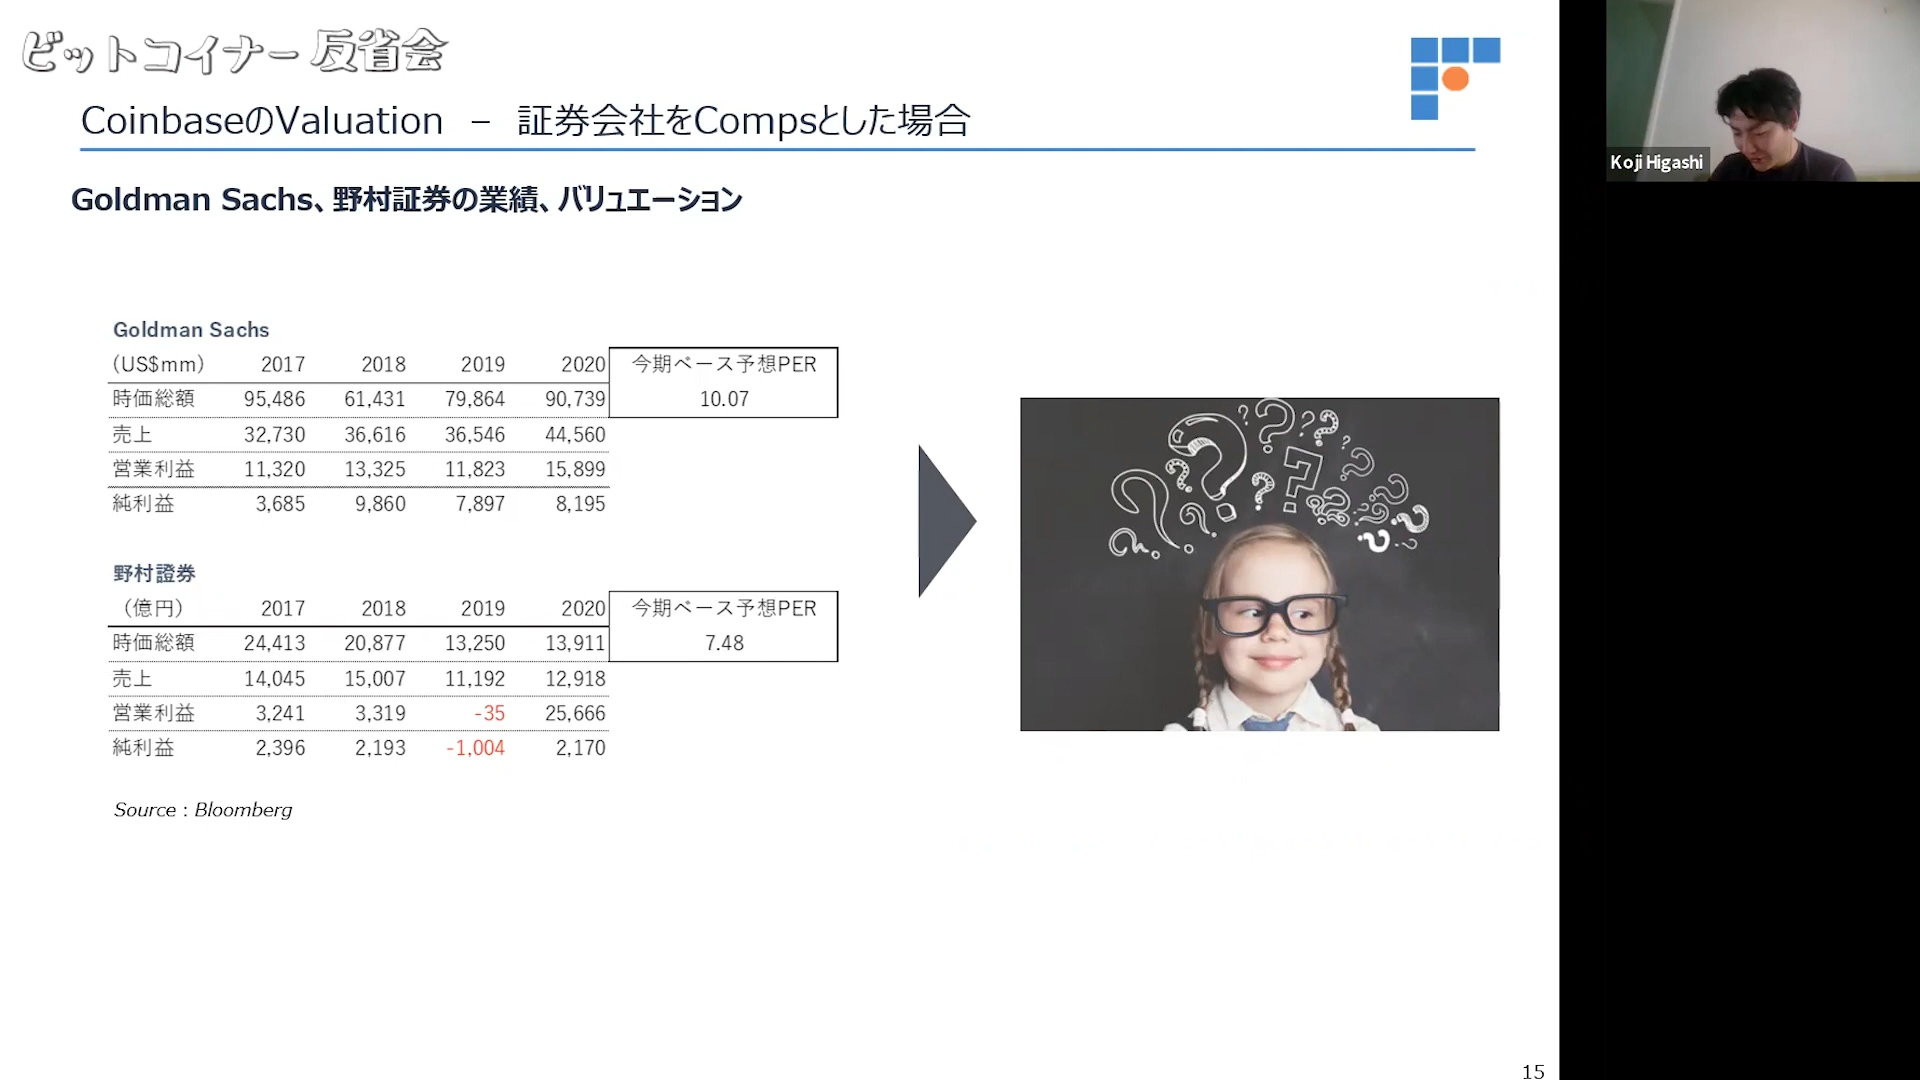 ビットコイナー反省会
CoinbaseのValuation － 証券会社をCompsとした場合
Koji Higashi
Goldman Sachs、野村証券の業績、バリュエーション
Goldman Sachs
(US$mm) 2017 2018 2019 2020 今期ベース予想PER
時価総額 95,486 61,431 79,864 90,739 10.07
売上 32,730 36,616 36,546 44,560
営業利益 11,320 13,325 11,823 15,899
純利益 3,685 9,860 7,897 8,195
野村證券
（億円） 2017 2018 2019 2020 今期ベース予想PER
時価総額 24,413 20,877 13,250 13,911 7.48
売上 14,045 15,007 11,192 12,918
営業利益 3,241 3,319 -35 25,666
純利益 2,396 2,193 -1,004 2,170
Source : Bloomberg
15